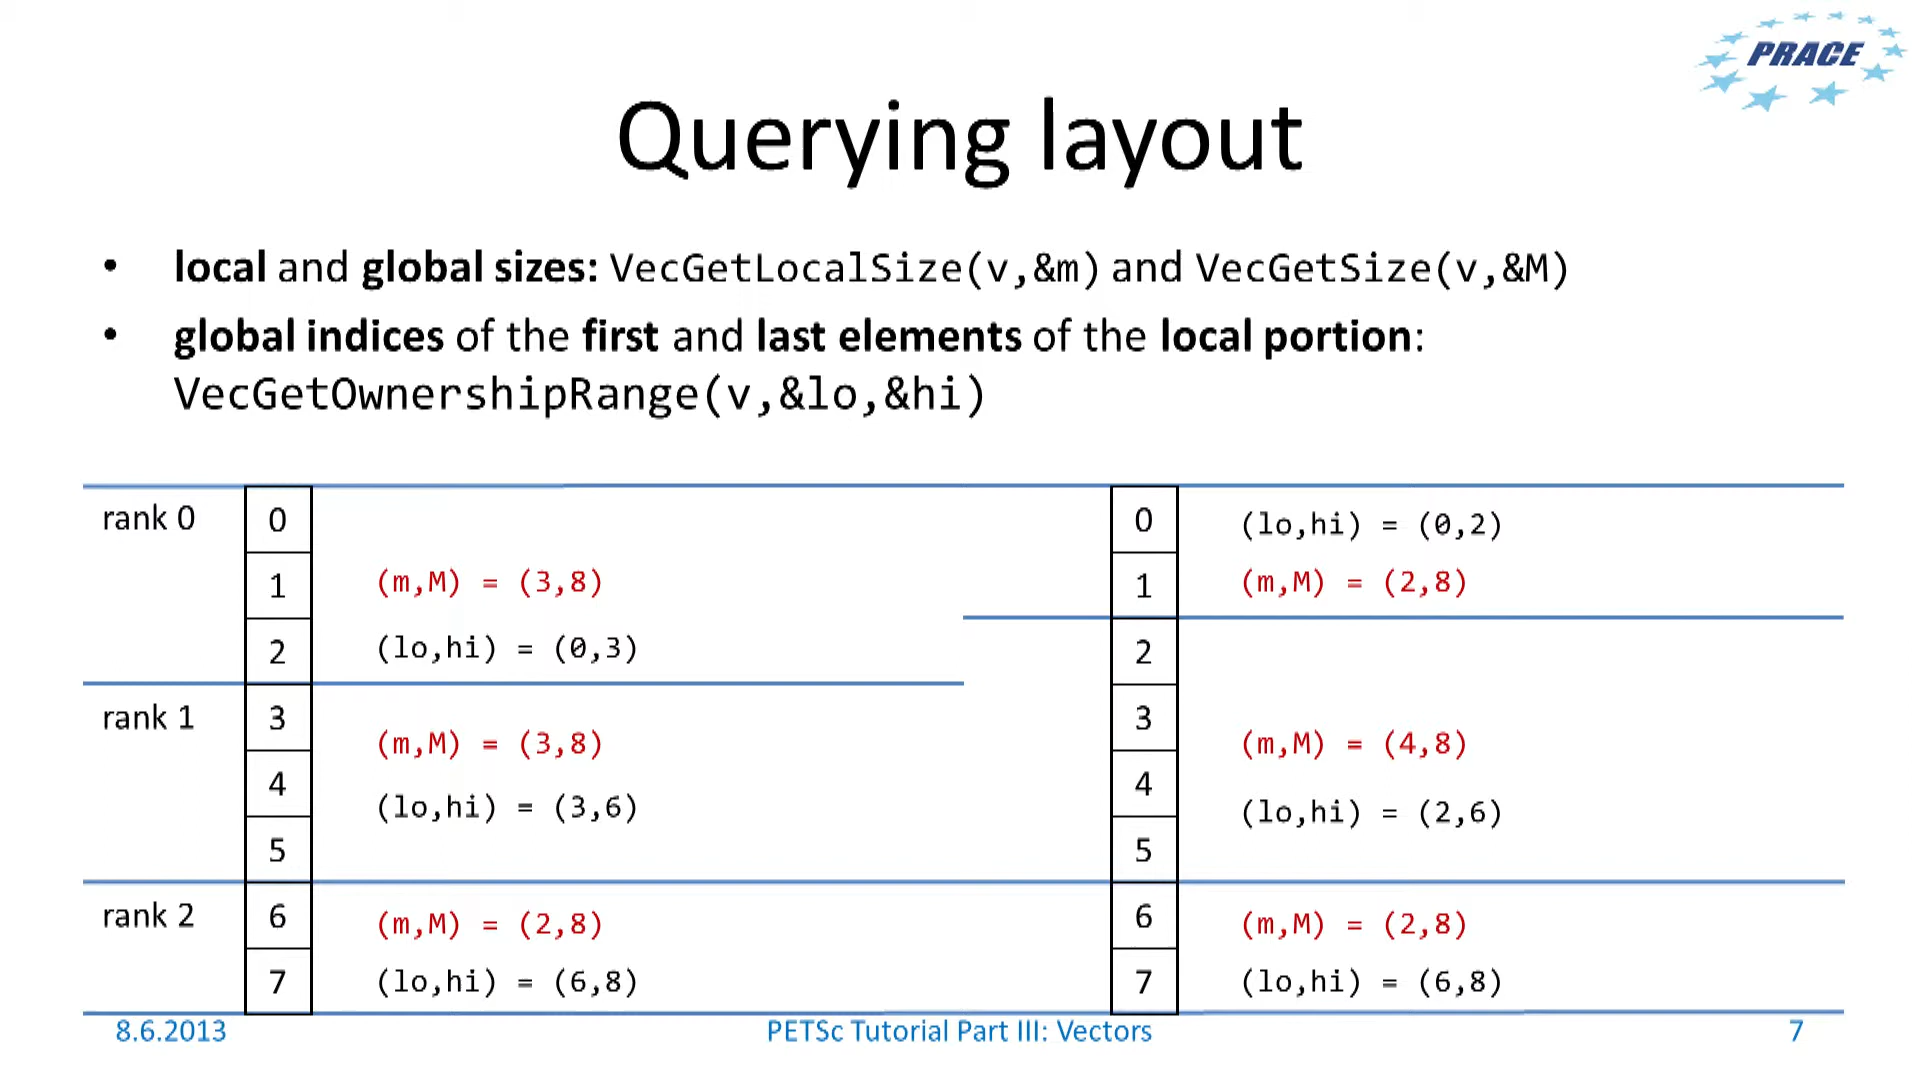 PRACE
Querying layout
• local and global sizes: VecGetLocalSize(v,&m) and VecGetSize(v,&M)
• global indices of the first and last elements of the local portion:
VecGetOwnershipRange(v,&lo,&hi)
rank 0
0
1
2
(m,M) = (3,8)
(lo,hi) = (0,3)
rank 1
3
4
5
(m,M) = (3,8)
(lo,hi) = (3,6)
rank 2
6
7
(m,M) = (2,8)
(lo,hi) = (6,8)
0
1
(lo,hi) = (0,2)
(m,M) = (2,8)
2
3
4
5
(m,M) = (4,8)
(lo,hi) = (2,6)
6
7
(m,M) = (2,8)
(lo,hi) = (6,8)
8.6.2013
PETSc Tutorial Part III: Vectors
7